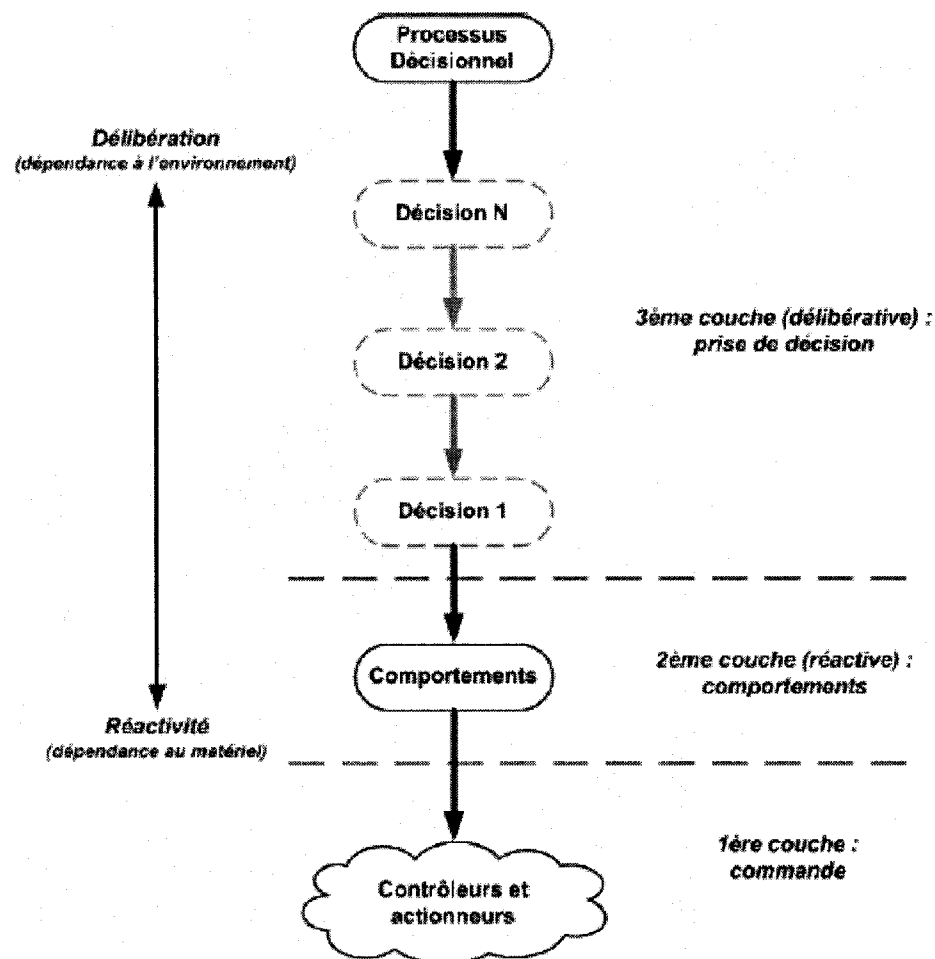 Processus
Décisionnel
Délibération
(dépendance à l'environnement)
Décision N
3ème couche (délibérative) :
prise de décision
Décision 2
Décision 1
Comportements
2ème couche (réactive) :
comportements
Réactivité
(dépendance au matériel)
1ère couche :
commande
Contrôleurs et
actionneurs